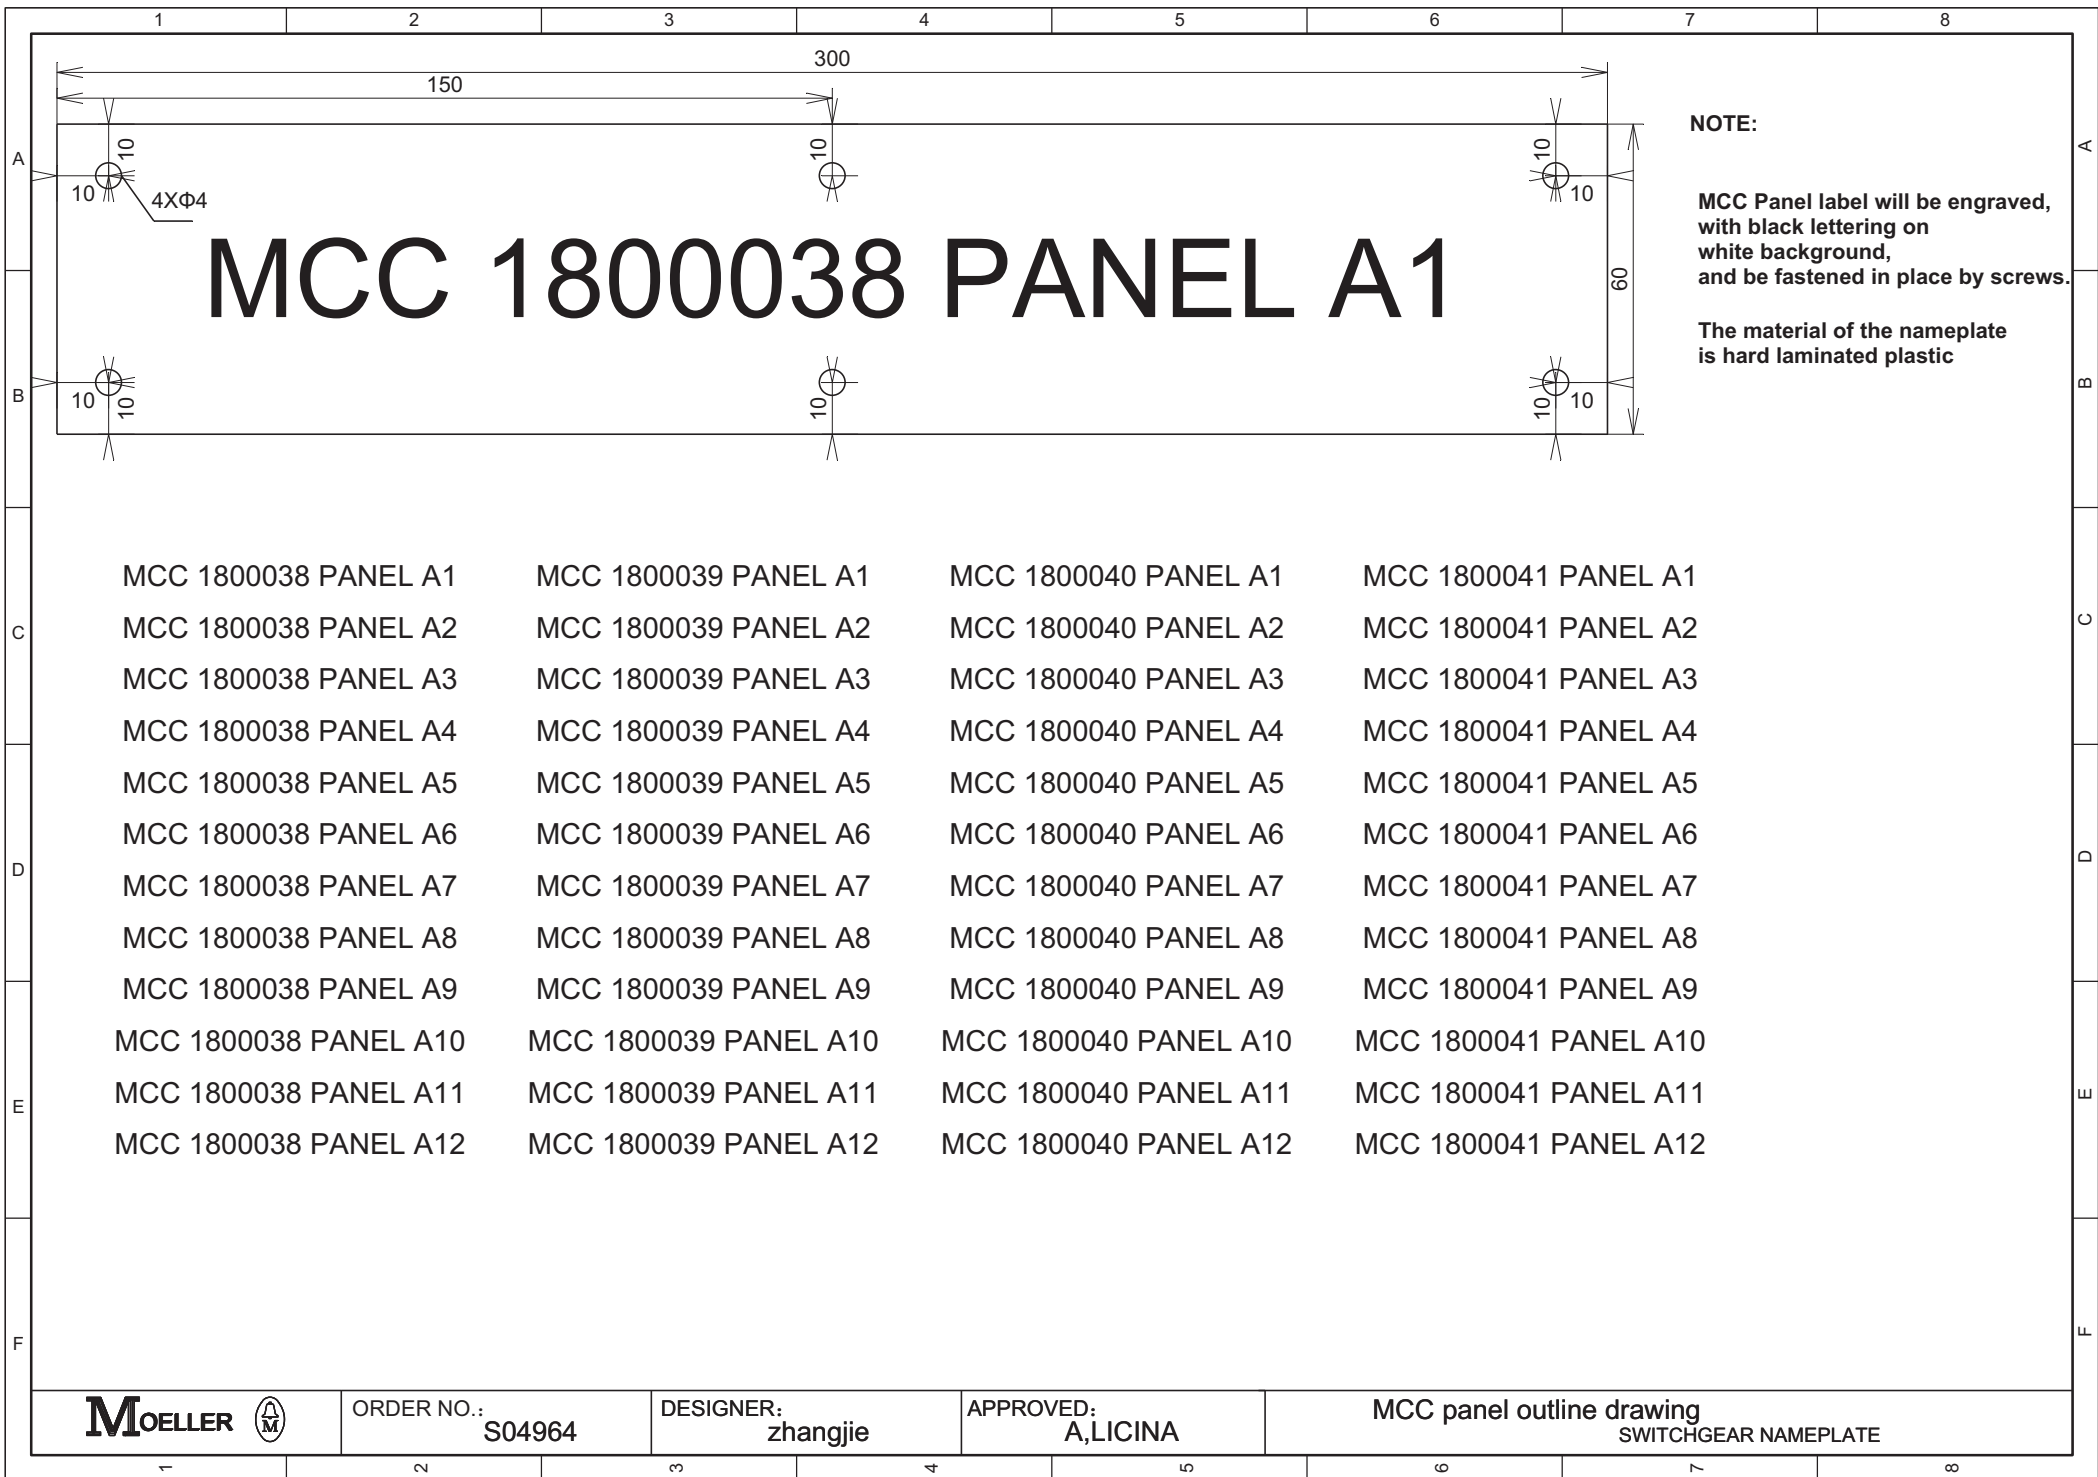 1 2 3 4 5 6 7 8
300
150
NOTE:
A
10 10 10
A
10 4XΦ4 10
MCC Panel label will be engraved,
with black lettering on
white background,
and be fastened in place by screws.
MCC 1800038 PANEL A1
60
The material of the nameplate
is hard laminated plastic
B
10 10 10 10 10
B
MCC 1800038 PANEL A1 MCC 1800039 PANEL A1 MCC 1800040 PANEL A1 MCC 1800041 PANEL A1
C MCC 1800038 PANEL A2 MCC 1800039 PANEL A2 MCC 1800040 PANEL A2 MCC 1800041 PANEL A2 C
MCC 1800038 PANEL A3 MCC 1800039 PANEL A3 MCC 1800040 PANEL A3 MCC 1800041 PANEL A3
MCC 1800038 PANEL A4 MCC 1800039 PANEL A4 MCC 1800040 PANEL A4 MCC 1800041 PANEL A4
MCC 1800038 PANEL A5 MCC 1800039 PANEL A5 MCC 1800040 PANEL A5 MCC 1800041 PANEL A5
MCC 1800038 PANEL A6 MCC 1800039 PANEL A6 MCC 1800040 PANEL A6 MCC 1800041 PANEL A6
D MCC 1800038 PANEL A7 MCC 1800039 PANEL A7 MCC 1800040 PANEL A7 MCC 1800041 PANEL A7 D
MCC 1800038 PANEL A8 MCC 1800039 PANEL A8 MCC 1800040 PANEL A8 MCC 1800041 PANEL A8
MCC 1800038 PANEL A9 MCC 1800039 PANEL A9 MCC 1800040 PANEL A9 MCC 1800041 PANEL A9
MCC 1800038 PANEL A10 MCC 1800039 PANEL A10 MCC 1800040 PANEL A10 MCC 1800041 PANEL A10
E MCC 1800038 PANEL A11 MCC 1800039 PANEL A11 MCC 1800040 PANEL A11 MCC 1800041 PANEL A11 E
MCC 1800038 PANEL A12 MCC 1800039 PANEL A12 MCC 1800040 PANEL A12 MCC 1800041 PANEL A12
F F
MOELLER M
ORDER NO.:
S04964
DESIGNER:
zhangjie
APPROVED:
A,LICINA
MCC panel outline drawing
SWITCHGEAR NAMEPLATE
1 2 3 4 5 6 7 8